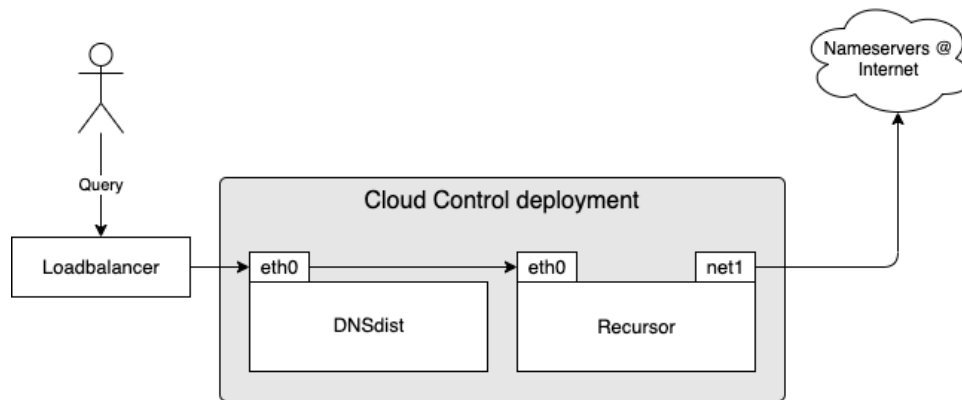 Nameservers @
Internet
Query
Cloud Control deployment
Loadbalancer
eth0
eth0
net1
DNSdist
Recursor